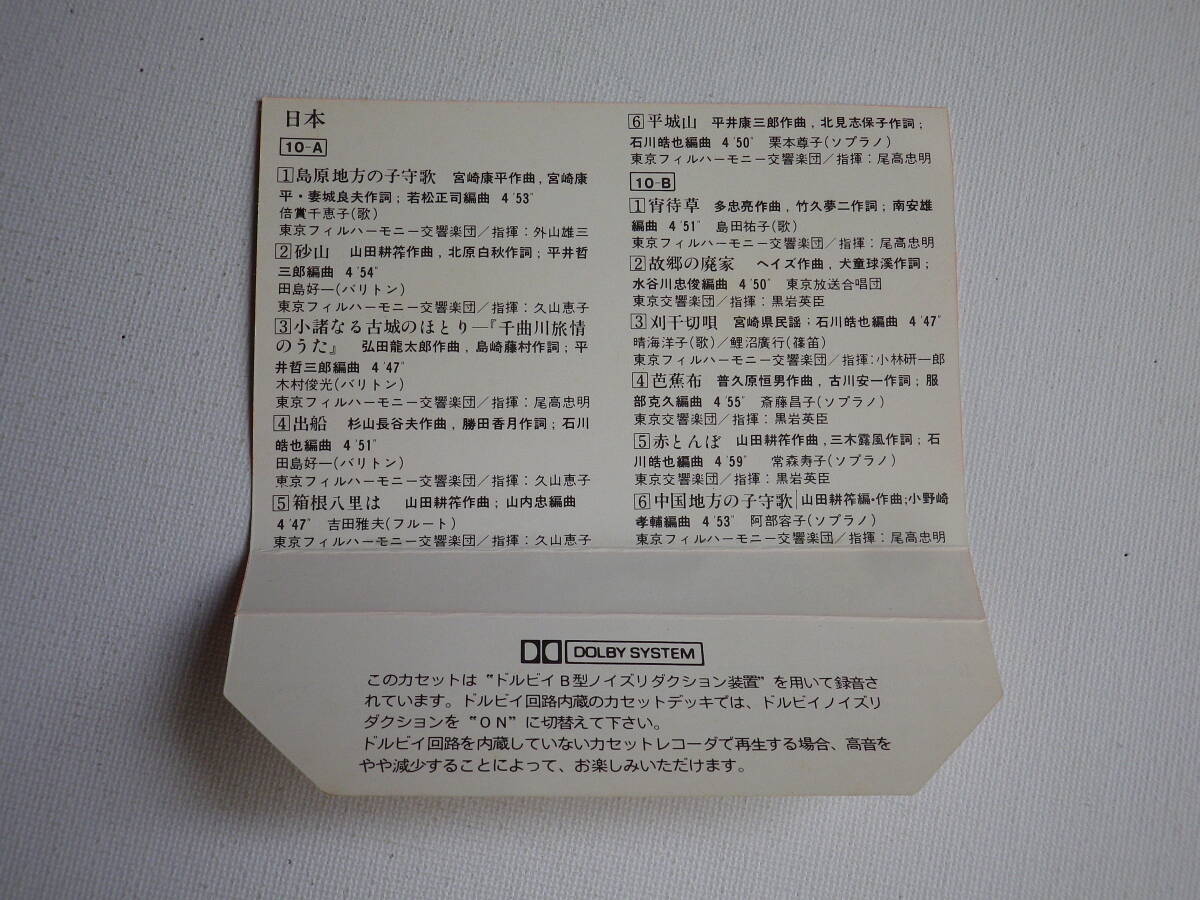 日本
10-A
1 島原地方の子守歌 宮崎康平作曲, 宮崎康
平・妻城良夫作詞; 若松正司編曲 4′53″
倍賞千恵子(歌)
東京フィルハーモニー交響楽団/指揮：外山雄三
2 砂山 山田耕筰作曲, 北原白秋作詞; 平井哲
三郎編曲 4′54″
田島好一(バリトン)
東京フィルハーモニー交響楽団/指揮：久山恵子
3 小諸なる古城のほとり―『千曲川旅情
のうた』 弘田龍太郎作曲, 島崎藤村作詞; 平
井哲三郎編曲 4′47″
木村俊光(バリトン)
東京フィルハーモニー交響楽団/指揮：尾高忠明
4 出船 杉山長谷夫作曲, 勝田香月作詞; 石川
皓也編曲 4′51″
田島好一(バリトン)
東京フィルハーモニー交響楽団/指揮：久山恵子
5 箱根八里は 山田耕筰作曲; 山内忠編曲
4′47″ 吉田雅夫(フルート)
東京フィルハーモニー交響楽団/指揮：久山恵子
6 平城山 平井康三郎作曲, 北見志保子作詞;
石川皓也編曲 4′50″ 栗本尊子(ソプラノ)
東京フィルハーモニー交響楽団/指揮：尾高忠明
10-B
1 宵待草 多忠亮作曲, 竹久夢二作詞; 南安雄
編曲 4′51″ 島田祐子(歌)
東京フィルハーモニー交響楽団/指揮：尾高忠明
2 故郷の廃家 ヘイズ作曲, 犬童球溪作詞;
水谷川忠俊編曲 4′50″ 東京放送合唱団
東京交響楽団/指揮：黒岩英臣
3 刈干切唄 宮崎県民謡; 石川皓也編曲 4′47″
晴海洋子(歌)/鯉沼廣行(篠笛)
東京フィルハーモニー交響楽団/指揮：小林研一郎
4 芭蕉布 普久原恒男作曲, 古川安一作詞; 服
部克久編曲 4′55″ 斎藤昌子(ソプラノ)
東京交響楽団/指揮：黒岩英臣
5 赤とんぼ 山田耕筰作曲, 三木露風作詞; 石
川皓也編曲 4′59″ 常森寿子(ソプラノ)
東京交響楽団/指揮：黒岩英臣
6 中国地方の子守歌 山田耕筰編・作曲; 小野崎
孝輔編曲 4′53″ 阿部容子(ソプラノ)
東京フィルハーモニー交響楽団/指揮：尾高忠明
DOLBY SYSTEM
このカセットは〝ドルビイB型ノイズリダクション装置″を用いて録音さ
れています。ドルビイ回路内蔵のカセットデッキでは、ドルビイノイズリ
ダクションを〝ON″に切替えて下さい。
ドルビイ回路を内蔵していないカセットレコーダで再生する場合、高音を
やや減少することによって、お楽しみいただけます。